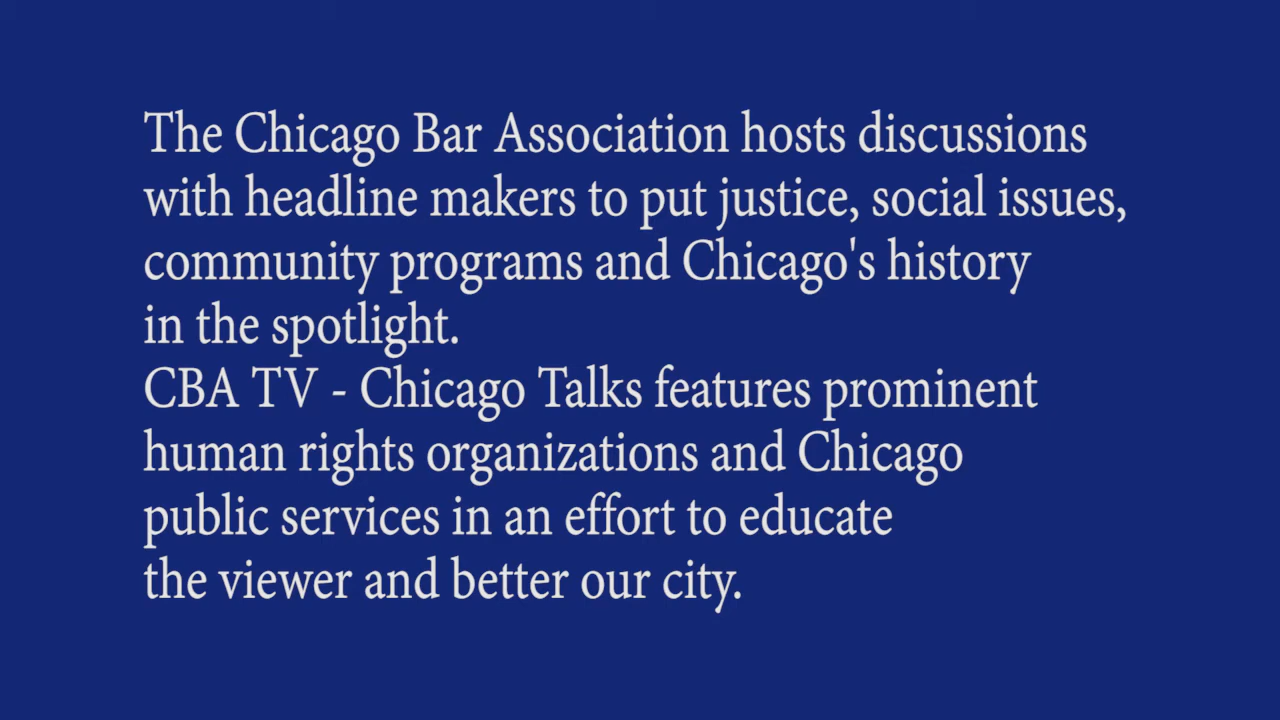 The Chicago Bar Association hosts discussions
with headline makers to put justice, social issues,
community programs and Chicago's history
in the spotlight.
CBA TV - Chicago Talks features prominent
human rights organizations and Chicago
public services in an effort to educate
the viewer and better our city.